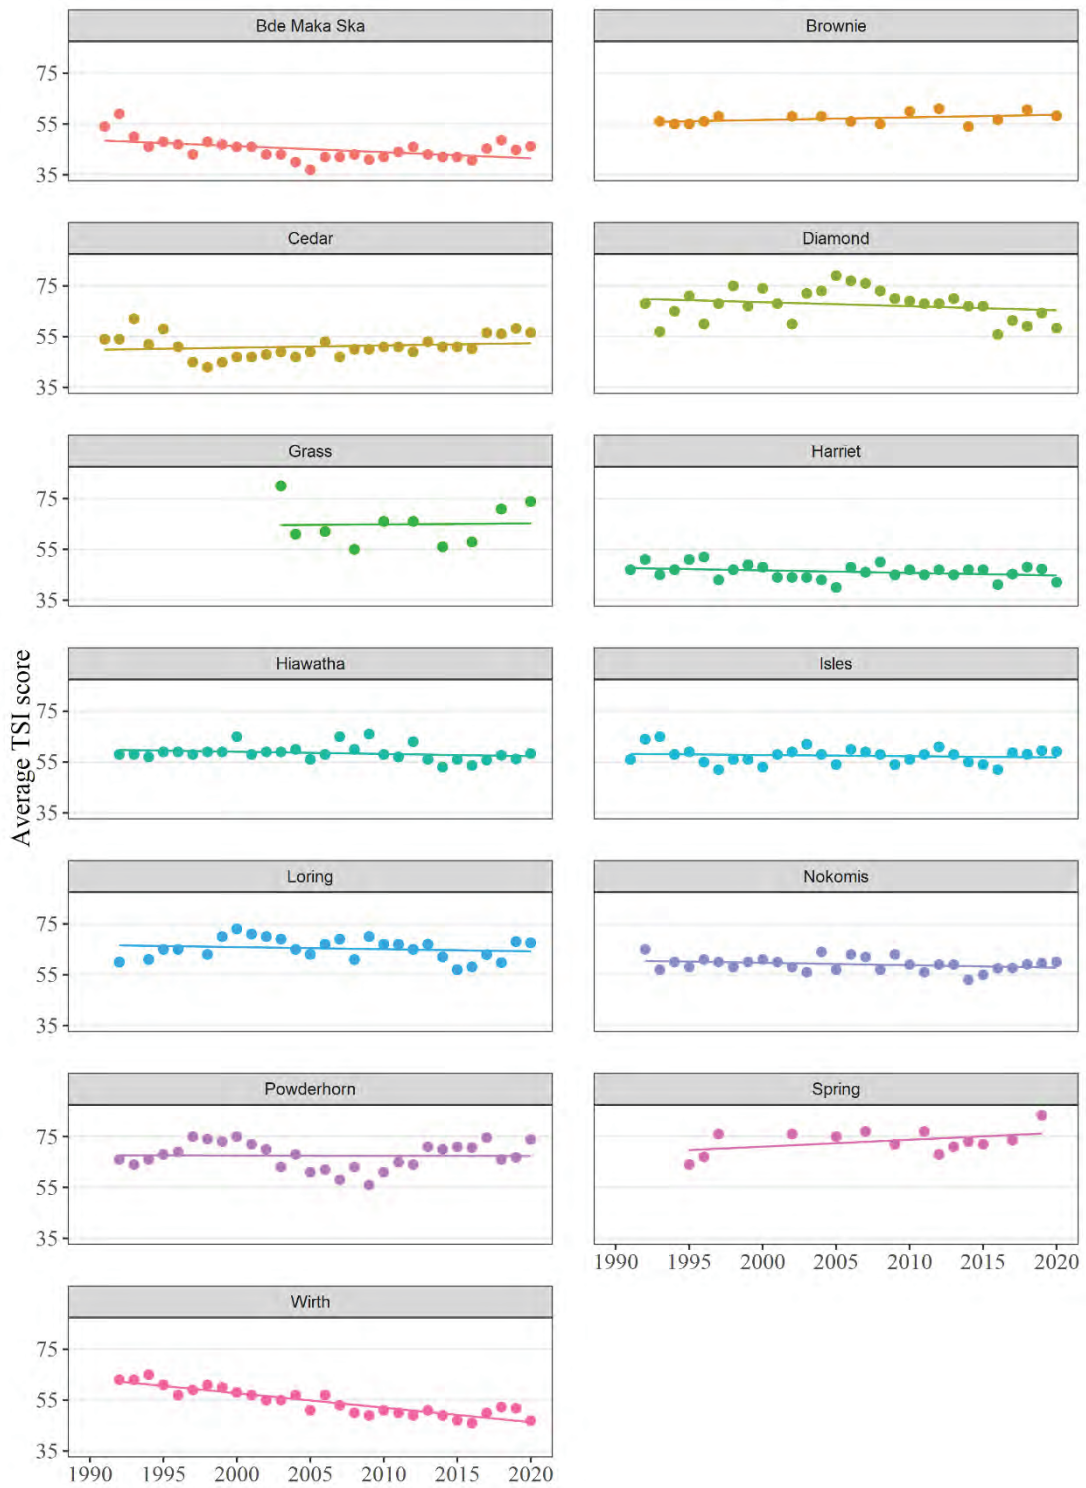 Bde Maka Ska
Brownie
75
55
35
Cedar
Diamond
75
55
35
Grass
Harriet
75
55
35
Hiawatha
Isles
75
55
35
Average TSI score
Loring
Nokomis
75
55
35
Powderhorn
Spring
75
55
35
1990 1995 2000 2005 2010 2015 2020
Wirth
75
55
35
1990 1995 2000 2005 2010 2015 2020